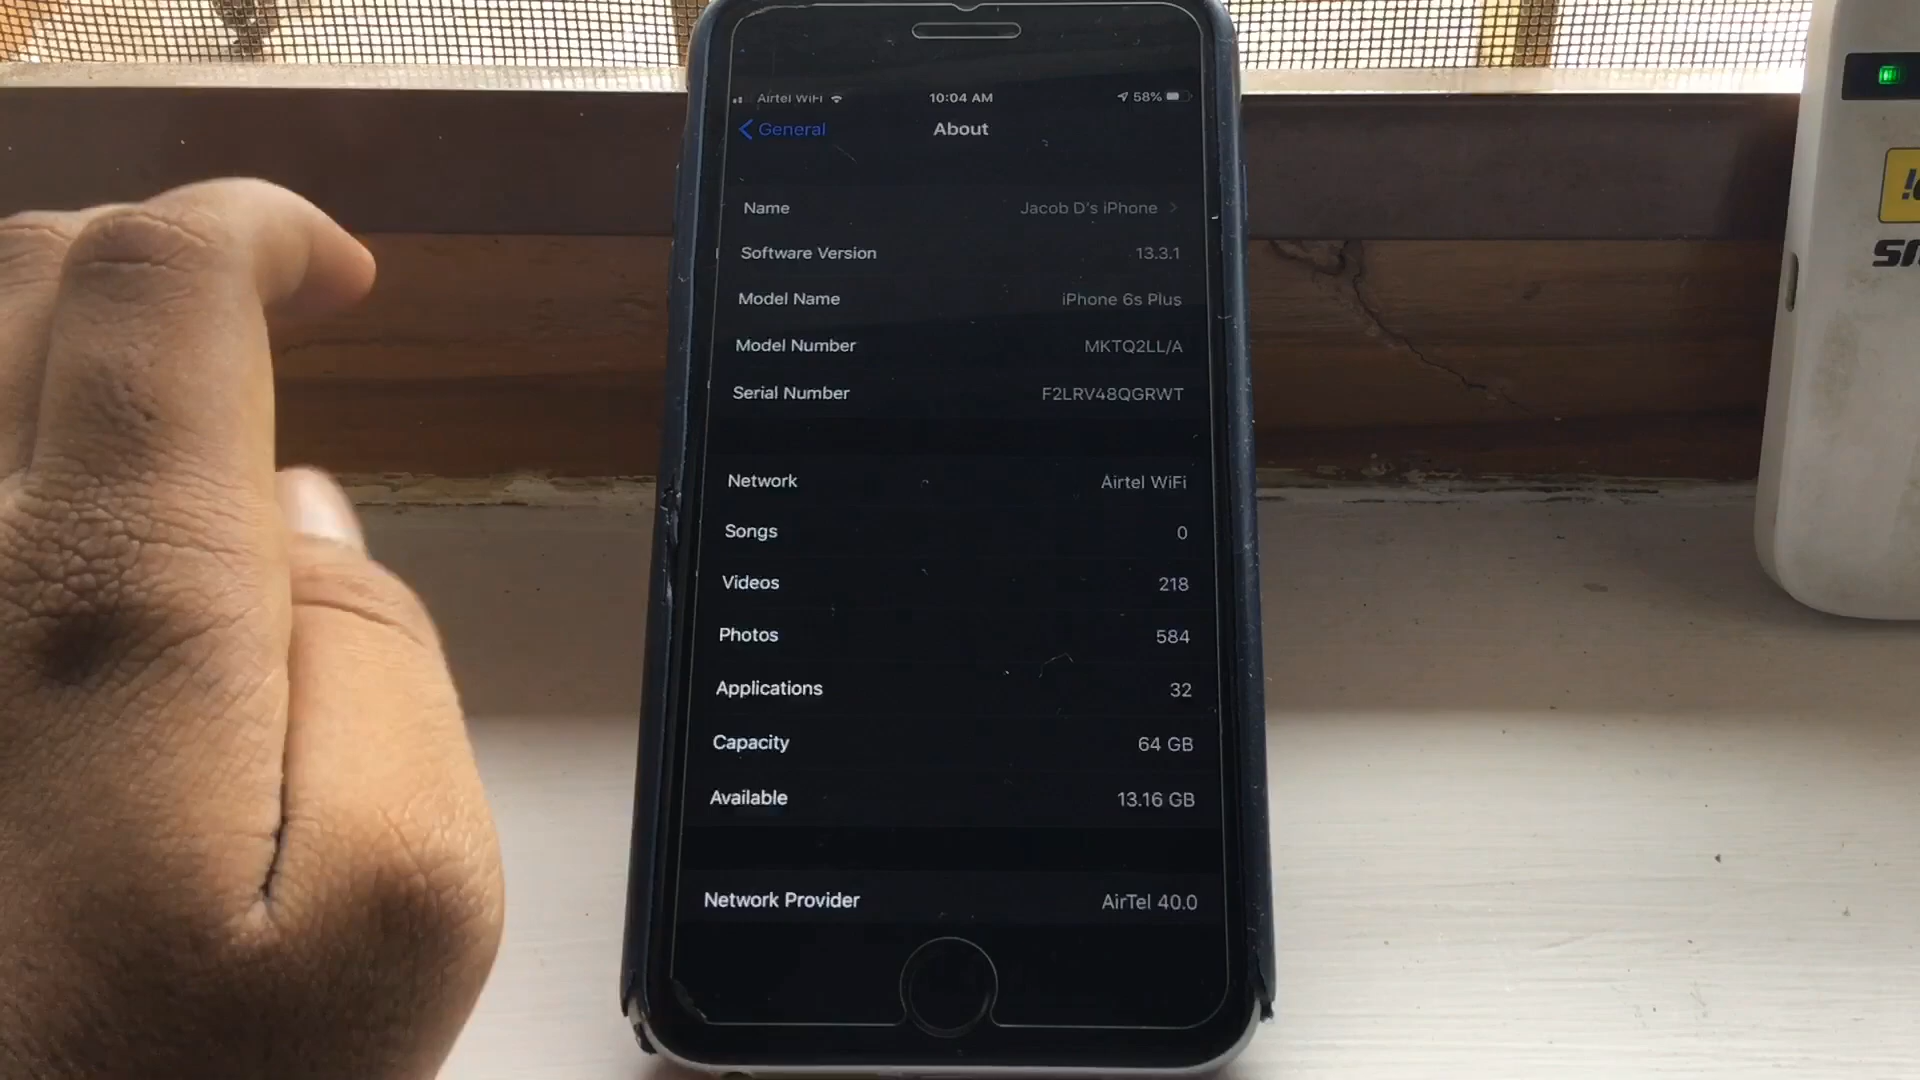 Airtel WiFi 10:04 AM 58%
General About
Name Jacob D's iPhone
Software Version 13.3.1
Model Name iPhone 6s Plus
Model Number MKTQ2LL/A
Serial Number F2LRV48QGRWT
Network Airtel WiFi
Songs 0
Videos 218
Photos 584
Applications 32
Capacity 64 GB
Available 13.16 GB
Network Provider AirTel 40.0